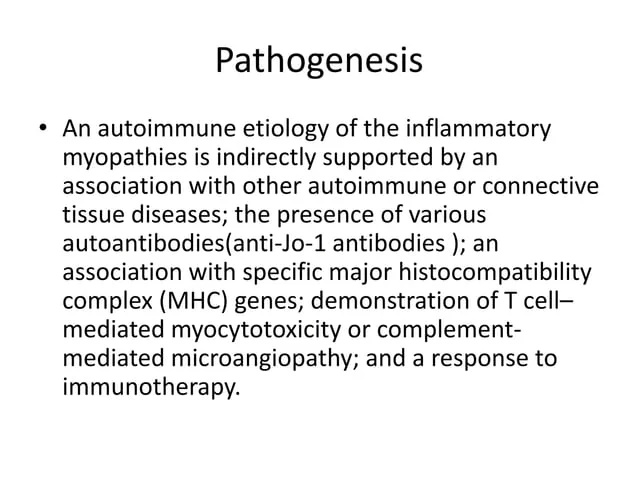 Pathogenesis
• An autoimmune etiology of the inflammatory
myopathies is indirectly supported by an
association with other autoimmune or connective
tissue diseases; the presence of various
autoantibodies(anti-Jo-1 antibodies ); an
association with specific major histocompatibility
complex (MHC) genes; demonstration of T cell–
mediated myocytotoxicity or complement-
mediated microangiopathy; and a response to
immunotherapy.